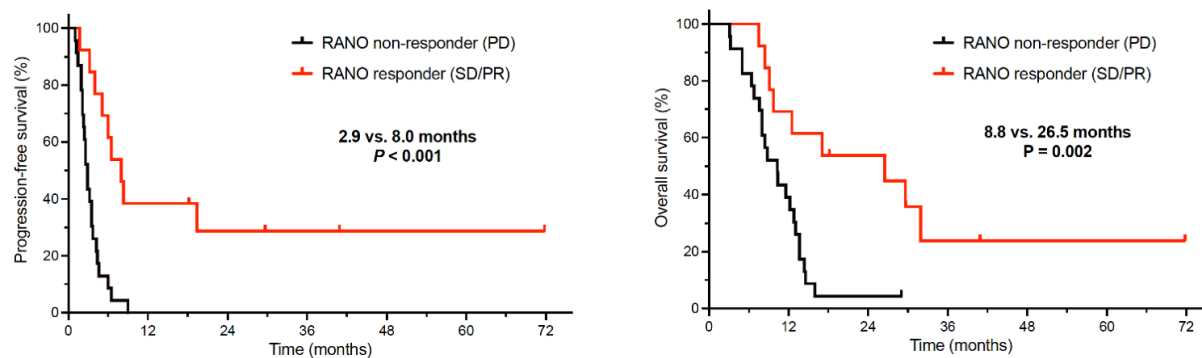 Progression-free survival (%)
100
80
60
40
20
0
RANO non-responder (PD)
RANO responder (SD/PR)
2.9 vs. 8.0 months
P < 0.001
0 12 24 36 48 60 72
Time (months)
Overall survival (%)
100
80
60
40
20
0
RANO non-responder (PD)
RANO responder (SD/PR)
8.8 vs. 26.5 months
P = 0.002
0 12 24 36 48 60 72
Time (months)